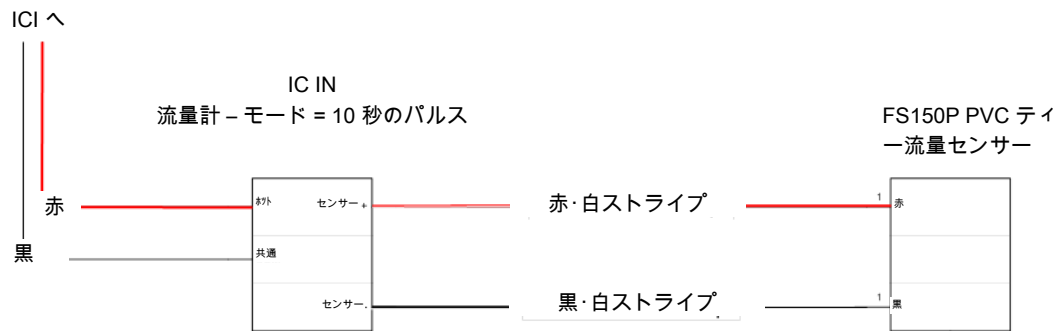 ICI へ
IC IN
流量計 – モード = 10 秒のパルス
FS150P PVC ティ
ー流量センサー
赤
ホット
センサー +
赤･白ストライプ
1
赤
黒
共通
センサー -
黒･白ストライプ
1
黒